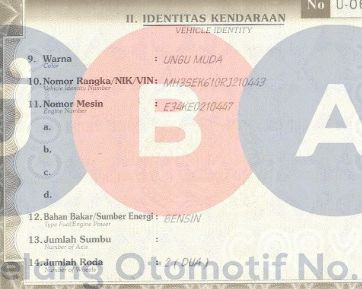 No U-0
II. IDENTITAS KENDARAAN
VEHICLE IDENTITY
9. Warna : UNGU MUDA
Color
10. Nomor Rangka/NIK/VIN : MH3SEK610RJ210443
Vehicle Identity Number
11. Nomor Mesin : E34KE0210447
Engine Number
a.
b.
c.
d.
i B A
12. Bahan Bakar/Sumber Energi : BENSIN
Type Fuel/Engine Power
13. Jumlah Sumbu :
Number of Axle
14. Jumlah Roda : 2 ( DUA )
Number of Wheels
Otomotif No.